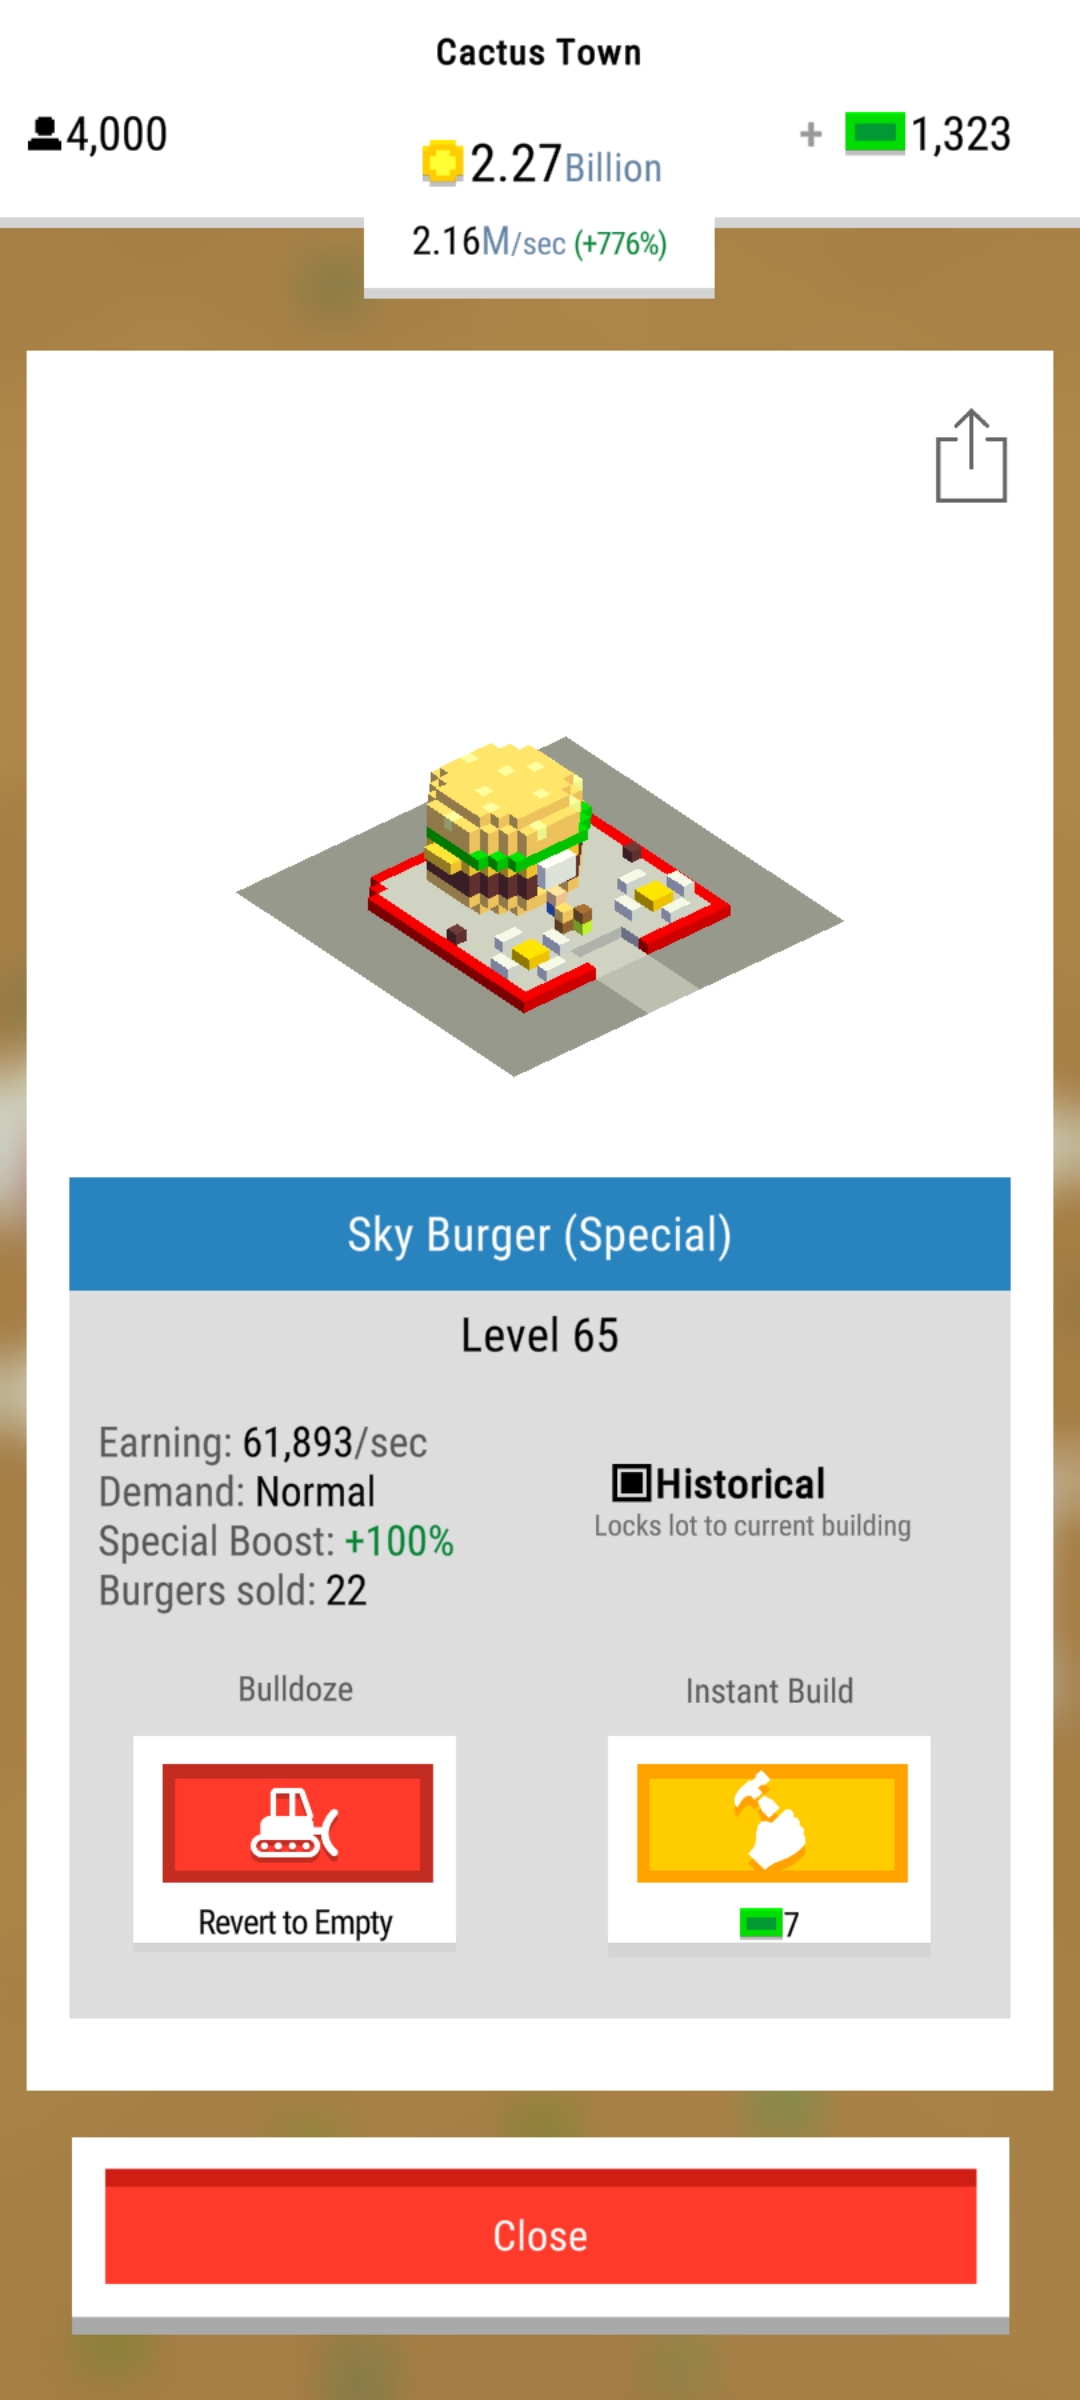 Cactus Town
4,000
2.27 Billion
+ 1,323
2.16M/sec (+776%)
Sky Burger (Special)
Level 65
Earning: 61,893/sec
Demand: Normal
Special Boost: +100%
Burgers sold: 22
Historical
Locks lot to current building
Bulldoze
Revert to Empty
Instant Build
7
Close